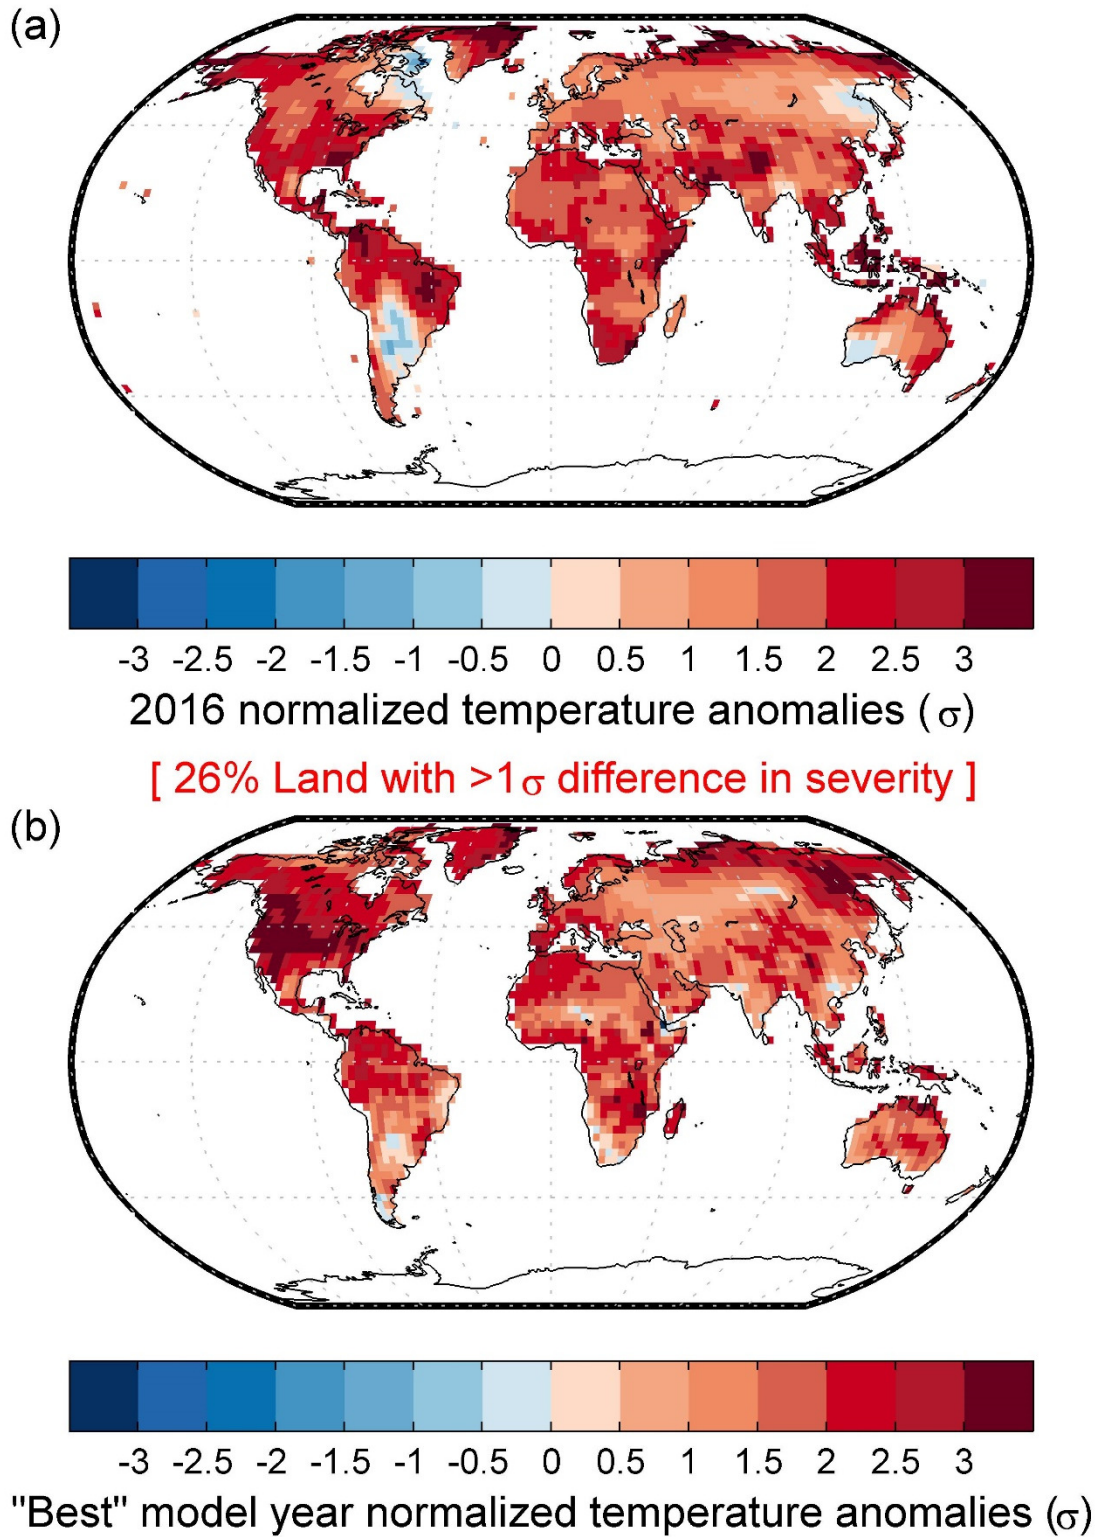 (a)
-3 -2.5 -2 -1.5 -1 -0.5 0 0.5 1 1.5 2 2.5 3
2016 normalized temperature anomalies (σ)
[ 26% Land with >1σ difference in severity ]
(b)
-3 -2.5 -2 -1.5 -1 -0.5 0 0.5 1 1.5 2 2.5 3
"Best" model year normalized temperature anomalies (σ)